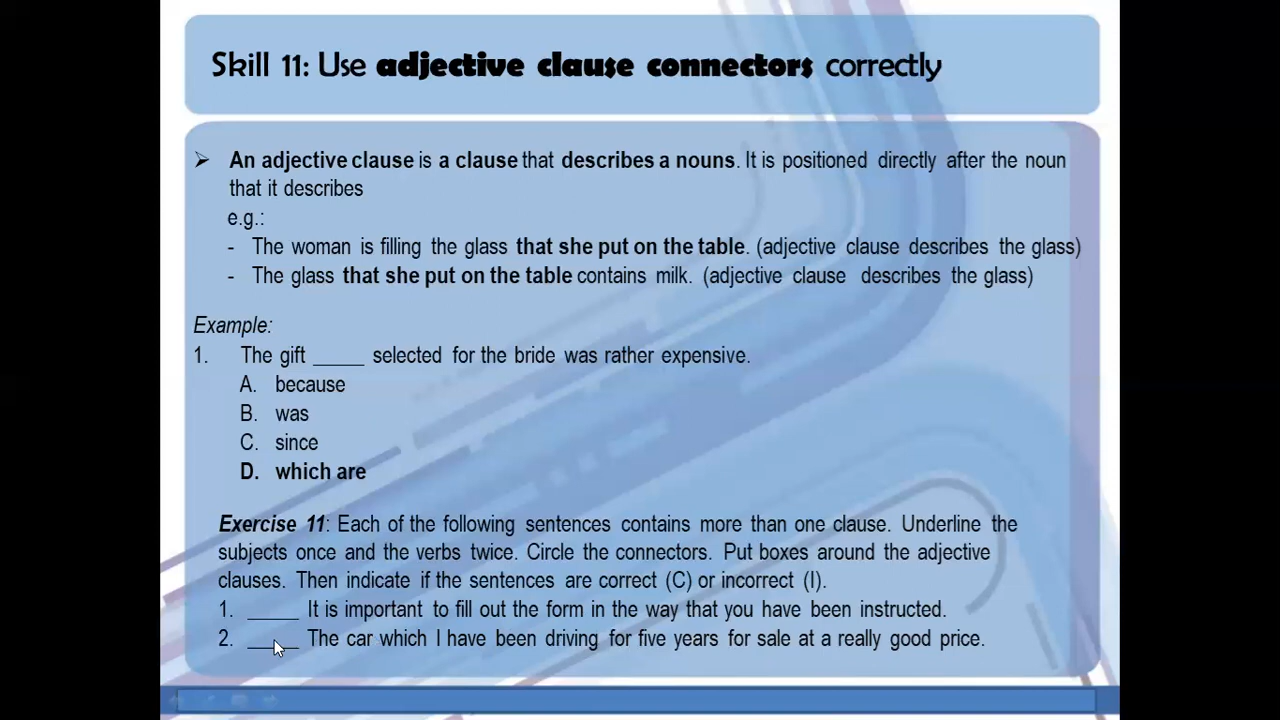 Skill 11: Use adjective clause connectors correctly
➢ An adjective clause is a clause that describes a nouns. It is positioned directly after the noun
that it describes
e.g.:
- The woman is filling the glass that she put on the table. (adjective clause describes the glass)
- The glass that she put on the table contains milk. (adjective clause describes the glass)
Example:
1. The gift _____ selected for the bride was rather expensive.
A. because
B. was
C. since
D. which are
Exercise 11: Each of the following sentences contains more than one clause. Underline the
subjects once and the verbs twice. Circle the connectors. Put boxes around the adjective
clauses. Then indicate if the sentences are correct (C) or incorrect (I).
1. _____ It is important to fill out the form in the way that you have been instructed.
2. _____ The car which I have been driving for five years for sale at a really good price.